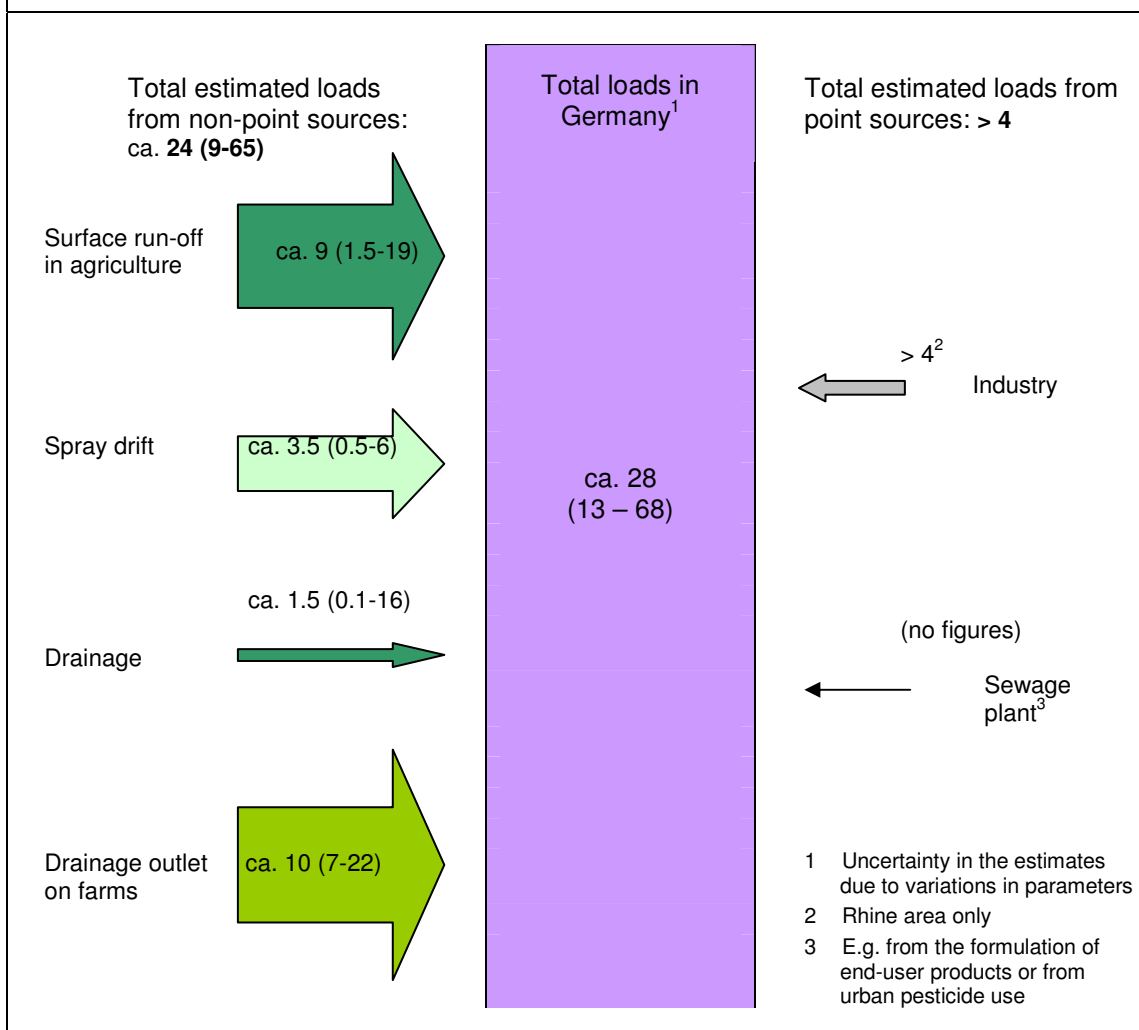 Total estimated loads
from non-point sources:
ca. 24 (9-65)
Total loads in
Germany1
Total estimated loads from
point sources: > 4
Surface run-off
in agriculture
ca. 9 (1.5-19)
> 42
Industry
Spray drift
ca. 3.5 (0.5-6)
ca. 28
(13 – 68)
ca. 1.5 (0.1-16)
Drainage
(no figures)
Sewage
plant3
Drainage outlet
on farms
ca. 10 (7-22)
1 Uncertainty in the estimates
due to variations in parameters
2 Rhine area only
3 E.g. from the formulation of
end-user products or from
urban pesticide use